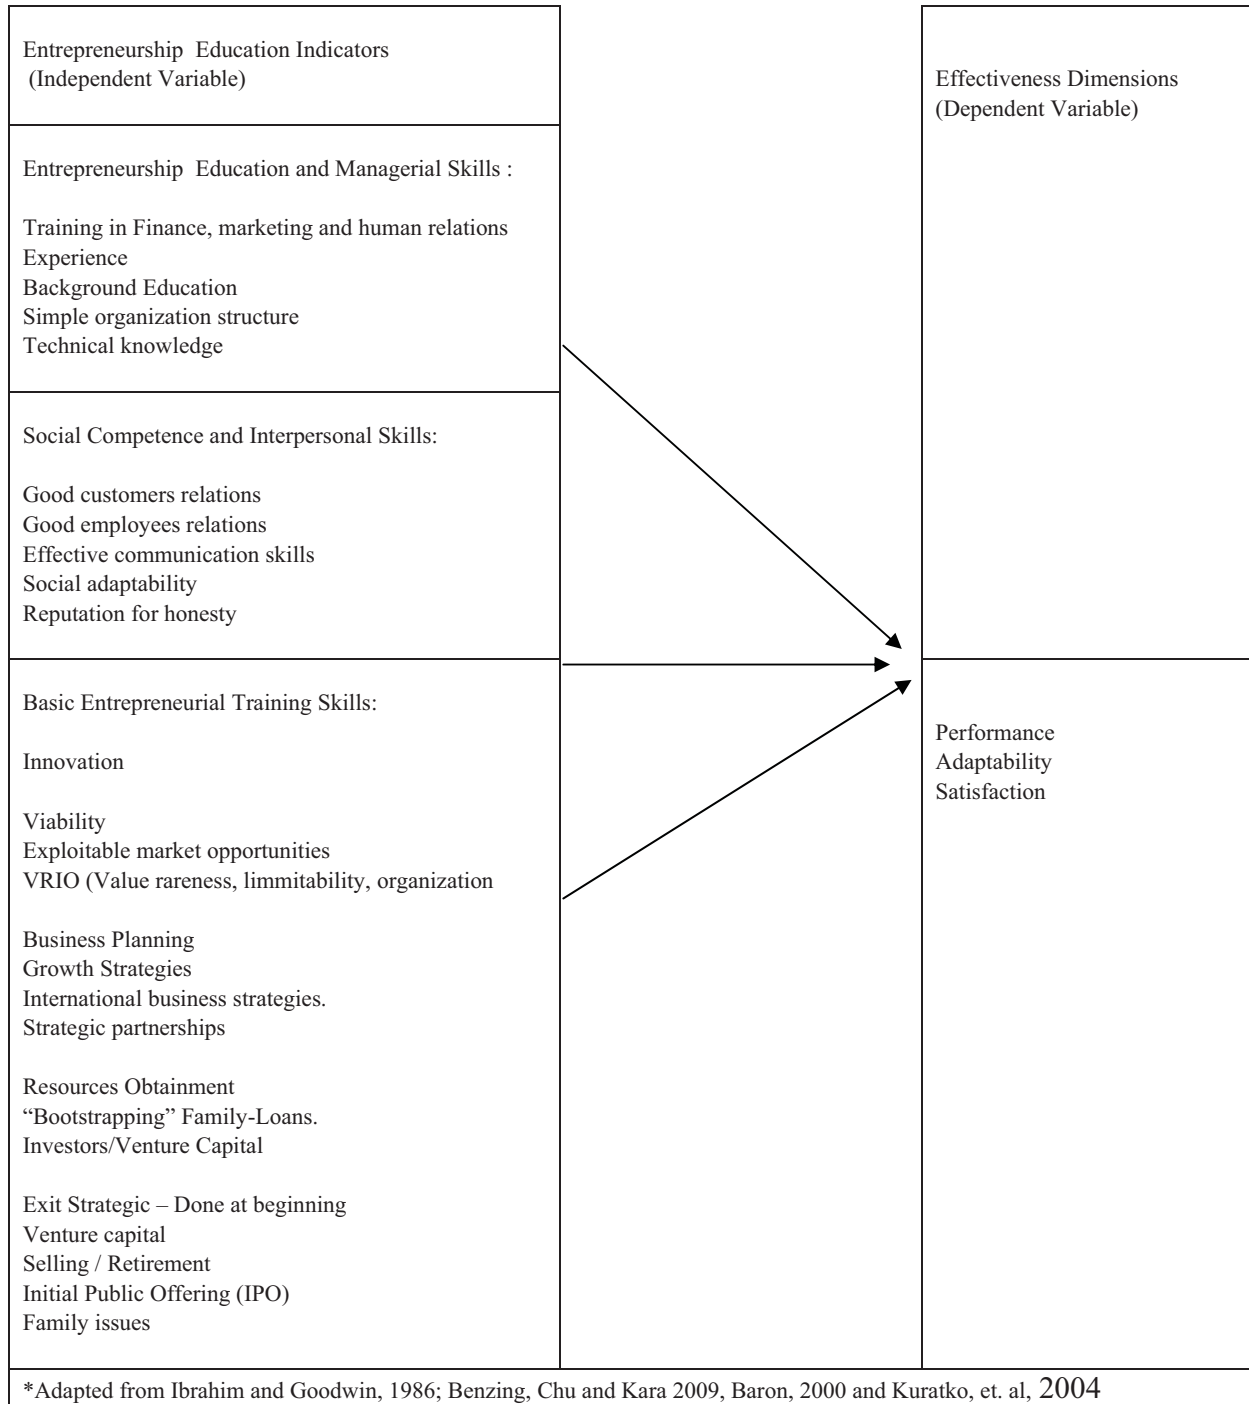 Entrepreneurship Education Indicators
(Independent Variable)
Entrepreneurship Education and Managerial Skills :
Training in Finance, marketing and human relations
Experience
Background Education
Simple organization structure
Technical knowledge
Social Competence and Interpersonal Skills:
Good customers relations
Good employees relations
Effective communication skills
Social adaptability
Reputation for honesty
Basic Entrepreneurial Training Skills:
Innovation
Viability
Exploitable market opportunities
VRIO (Value rareness, limmitability, organization
Business Planning
Growth Strategies
International business strategies.
Strategic partnerships
Resources Obtainment
“Bootstrapping” Family-Loans.
Investors/Venture Capital
Exit Strategic – Done at beginning
Venture capital
Selling / Retirement
Initial Public Offering (IPO)
Family issues
Effectiveness Dimensions
(Dependent Variable)
Performance
Adaptability
Satisfaction
*Adapted from Ibrahim and Goodwin, 1986; Benzing, Chu and Kara 2009, Baron, 2000 and Kuratko, et. al, 2004